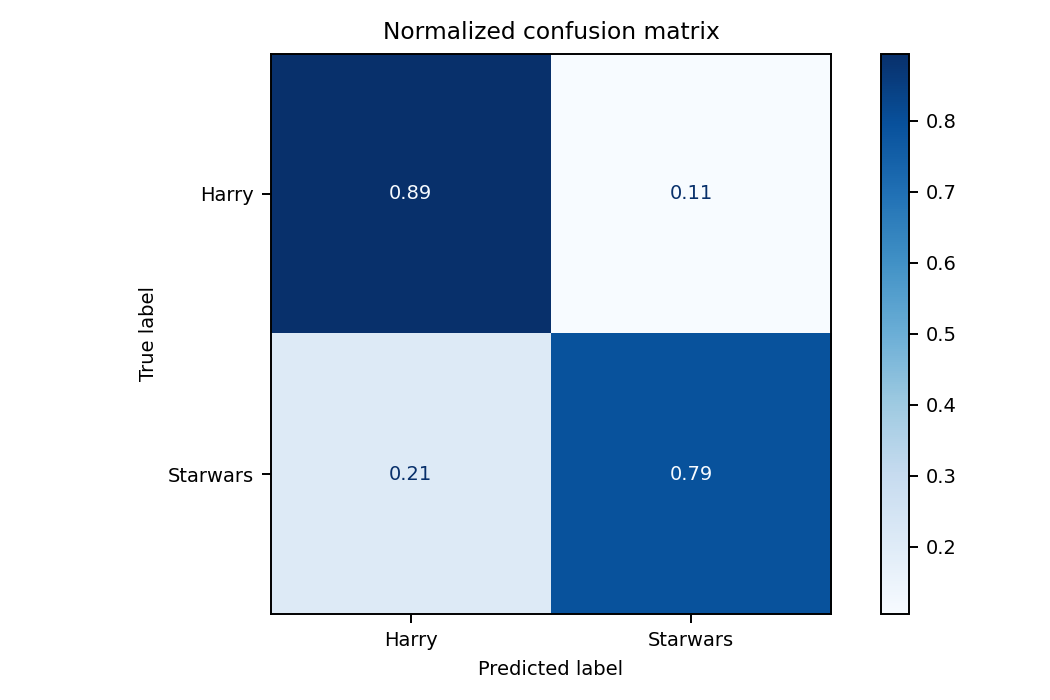 Normalized confusion matrix
Harry
0.89
0.11
Starwars
0.21
0.79
True label
Harry
Starwars
Predicted label
0.8
0.7
0.6
0.5
0.4
0.3
0.2